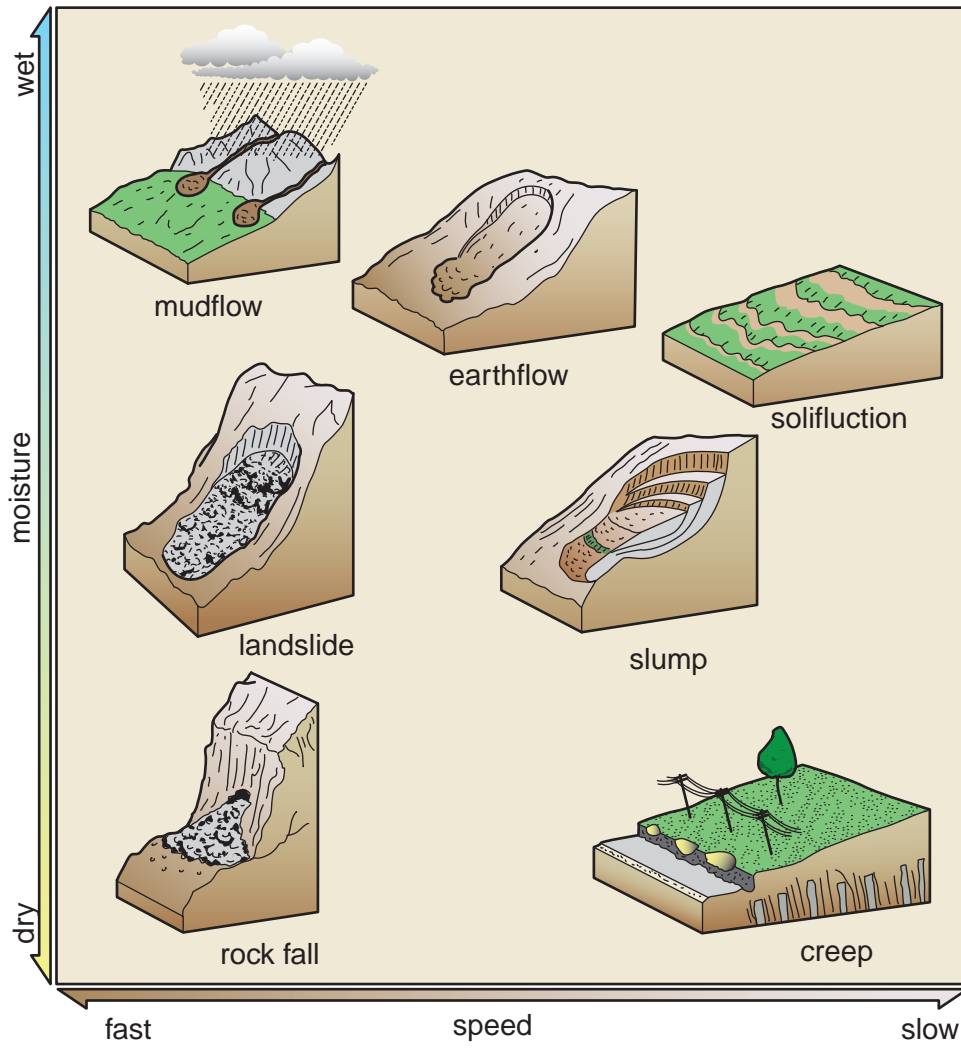 wet
mudflow
earthflow
solifluction
moisture
landslide
slump
dry
rock fall
creep
fast
speed
slow